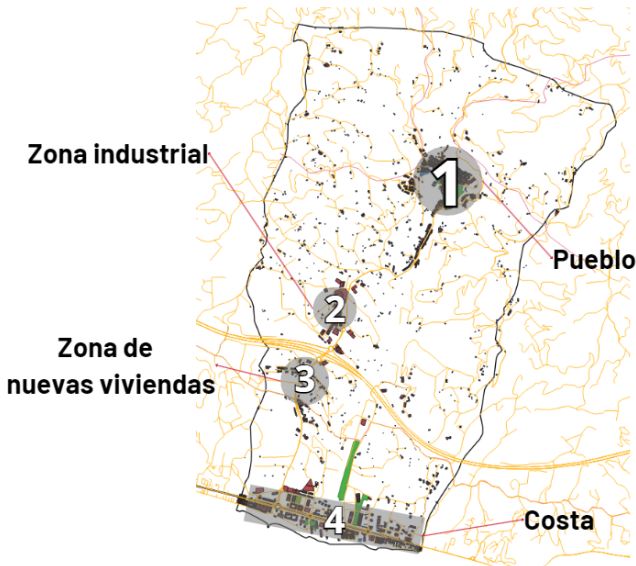 1
Zona industrial
Pueblo
2
Zona de
nuevas viviendas
3
4
Costa